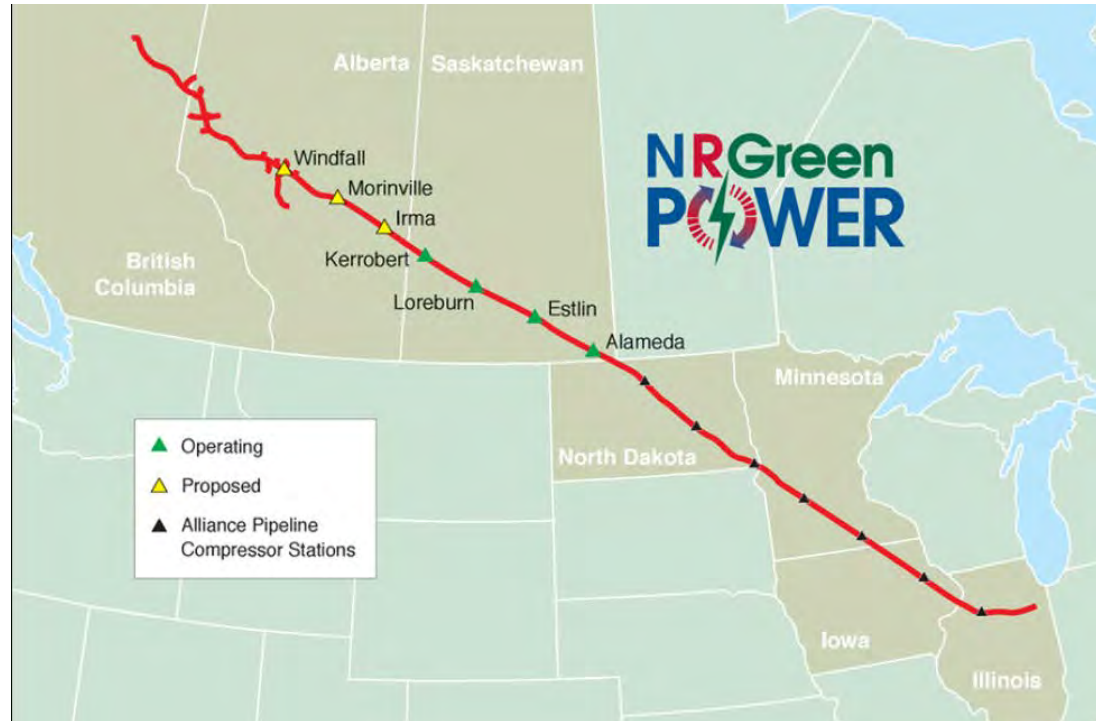 Alberta
Saskatchewan
NRGreen
POWER
Windfall
Morinville
Irma
British
Columbia
Kerrobert
Loreburn
Estlin
Alameda
Minnesota
North Dakota
Operating
Proposed
Alliance Pipeline
Compressor Stations
Iowa
Illinois